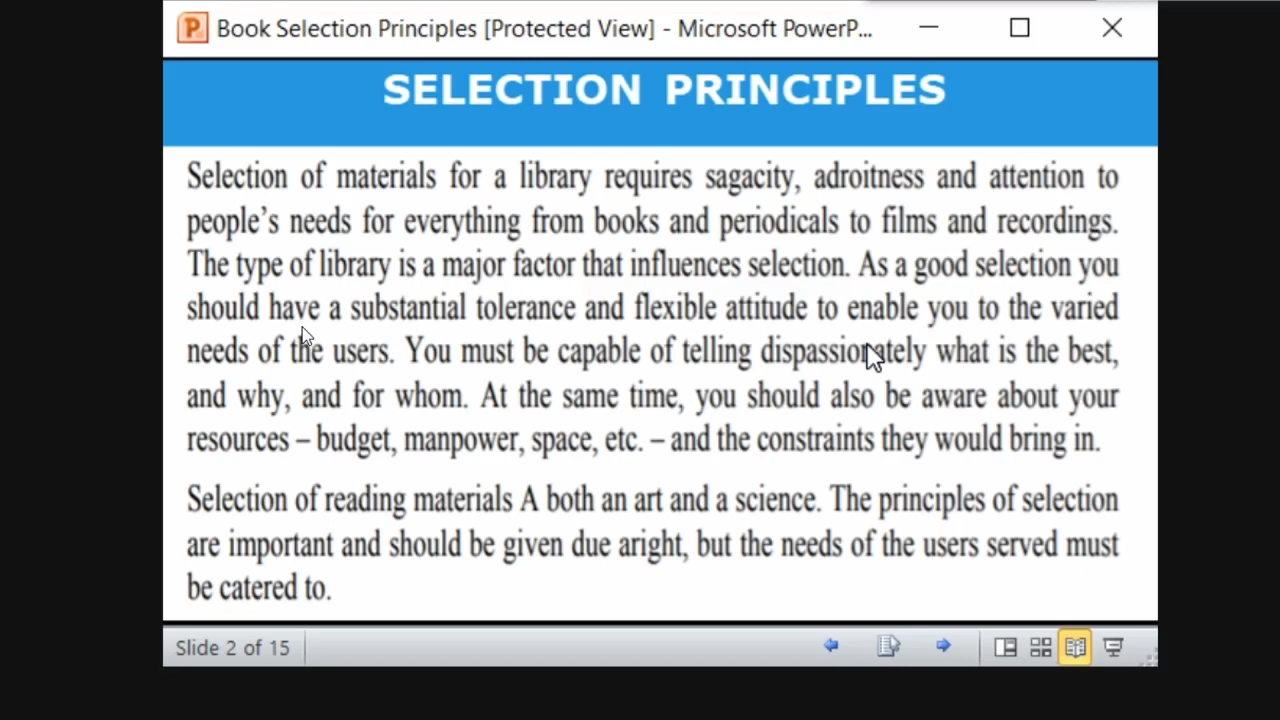 Book Selection Principles [Protected View] - Microsoft PowerP...
SELECTION PRINCIPLES
Selection of materials for a library requires sagacity, adroitness and attention to
people’s needs for everything from books and periodicals to films and recordings.
The type of library is a major factor that influences selection. As a good selection you
should have a substantial tolerance and flexible attitude to enable you to the varied
needs of the users. You must be capable of telling dispassionately what is the best,
and why, and for whom. At the same time, you should also be aware about your
resources – budget, manpower, space, etc. – and the constraints they would bring in.
Selection of reading materials A both an art and a science. The principles of selection
are important and should be given due aright, but the needs of the users served must
be catered to.
Slide 2 of 15